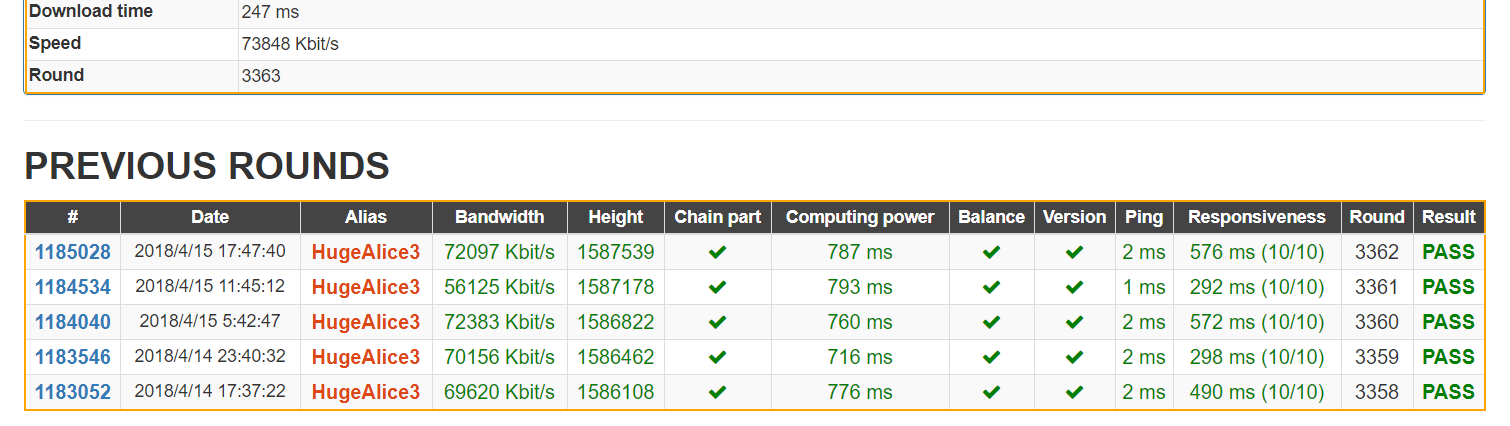 Download time 247 ms
Speed 73848 Kbit/s
Round 3363
PREVIOUS ROUNDS
# Date Alias Bandwidth Height Chain part Computing power Balance Version Ping Responsiveness Round Result
1185028 2018/4/15 17:47:40 HugeAlice3 72097 Kbit/s 1587539 ✔ 787 ms ✔ ✔ 2 ms 576 ms (10/10) 3362 PASS
1184534 2018/4/15 11:45:12 HugeAlice3 56125 Kbit/s 1587178 ✔ 793 ms ✔ ✔ 1 ms 292 ms (10/10) 3361 PASS
1184040 2018/4/15 5:42:47 HugeAlice3 72383 Kbit/s 1586822 ✔ 760 ms ✔ ✔ 2 ms 572 ms (10/10) 3360 PASS
1183546 2018/4/14 23:40:32 HugeAlice3 70156 Kbit/s 1586462 ✔ 716 ms ✔ ✔ 2 ms 298 ms (10/10) 3359 PASS
1183052 2018/4/14 17:37:22 HugeAlice3 69620 Kbit/s 1586108 ✔ 776 ms ✔ ✔ 2 ms 490 ms (10/10) 3358 PASS